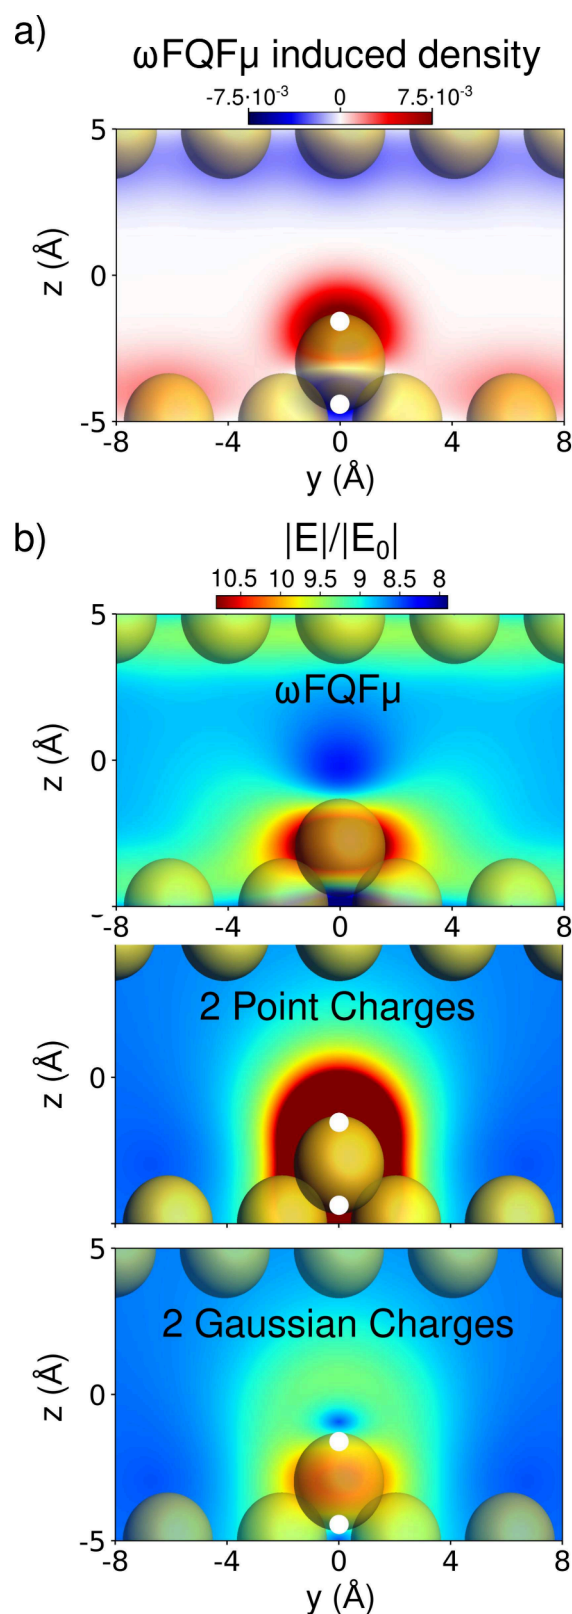 a)
ωFQFμ induced density
-7.5·10⁻³ 0 7.5·10⁻³
5
z (Å)
0
-5
-8 -4 0 4 8
y (Å)
b)
|E|/|E₀|
10.5 10 9.5 9 8.5 8
5
ωFQFμ
z (Å)
0
-8 -4 0 4 8
2 Point Charges
z (Å)
0
5
2 Gaussian Charges
z (Å)
0
-5
-8 -4 0 4 8
y (Å)